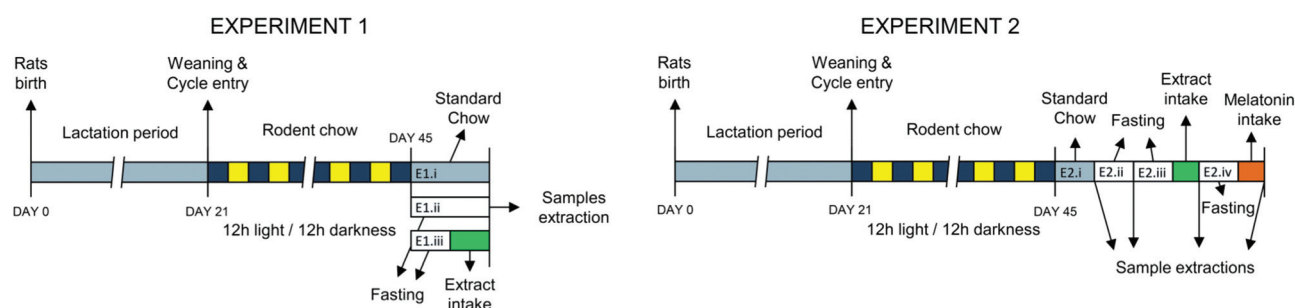 EXPERIMENT 1
Rats
birth
Weaning &
Cycle entry
Standard
Chow
Lactation period
Rodent chow
DAY 45
E1.i
DAY 0
DAY 21
E1.ii
Samples
extraction
12h light / 12h darkness
E1.iii
Fasting
Extract
intake
EXPERIMENT 2
Rats
birth
Weaning &
Cycle entry
Standard
Chow
Fasting
Extract
intake
Melatonin
intake
Lactation period
Rodent chow
E2.i
E2.ii
E2.iii
E2.iv
DAY 0
DAY 21
DAY 45
Fasting
12h light / 12h darkness
Sample extractions